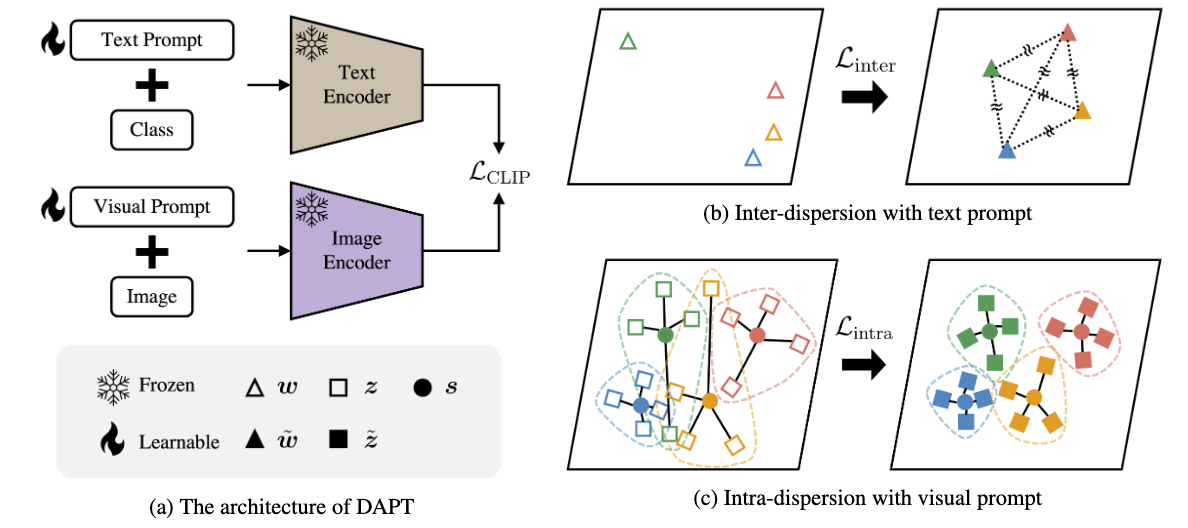 Text Prompt
+
Class
Text
Encoder
Visual Prompt
+
Image
Image
Encoder
ℒCLIP
Frozen
w
z
s
Learnable
w̃
z̃
(a) The architecture of DAPT
ℒinter
(b) Inter-dispersion with text prompt
ℒintra
(c) Intra-dispersion with visual prompt